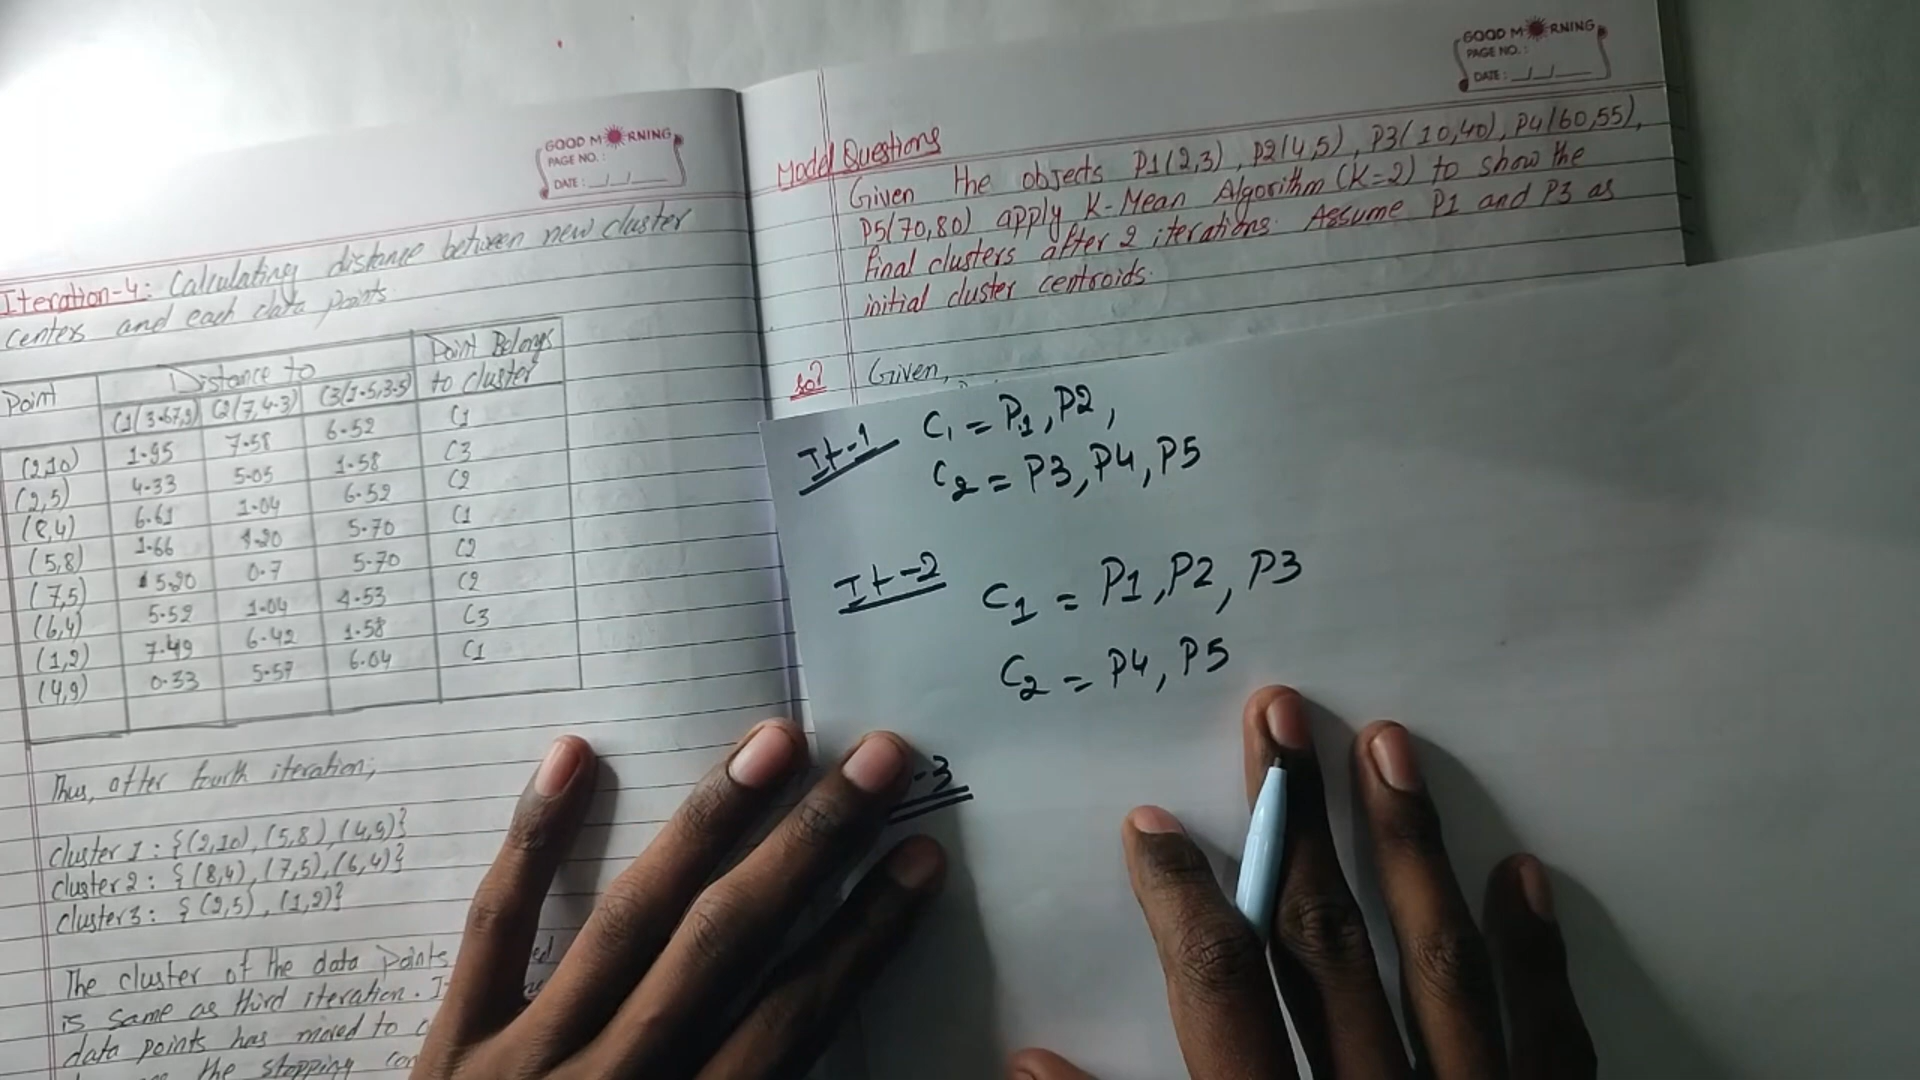 GOOD MORNING
PAGE NO. :
DATE : __/__/____
Iteration-4: Calculating distance between new cluster
centers and each data points.
Point | Distance to | Point Belongs to cluster
C1(3.67,9) | C2(7,4.3) | C3(1.5,3.5)
(2,10) | 1.95 | 7.58 | 6.52 | C1
(2,5) | 4.33 | 5.05 | 1.58 | C3
(8,4) | 6.61 | 1.04 | 6.52 | C2
(5,8) | 1.66 | 4.20 | 5.70 | C1
(7,5) | 5.20 | 0.7 | 5.70 | C2
(6,4) | 5.52 | 1.04 | 4.53 | C2
(1,2) | 7.49 | 6.42 | 1.58 | C3
(4,9) | 0.33 | 5.57 | 6.04 | C1
Thus, after fourth iteration;
cluster 1 : {(2,10), (5,8), (4,9)}
cluster 2 : {(8,4), (7,5), (6,4)}
cluster 3 : {(2,5), (1,2)}
The cluster of the data points
is same as third iteration.
data points has moved to
the stopping
GOOD MORNING
PAGE NO. :
DATE : __/__/____
Model Questions
Given the objects P1(2,3), P2(4,5), P3(10,40), P4(60,55),
P5(70,80) apply K-Mean Algorithm (K=2) to show the
final clusters after 2 iterations. Assume P1 and P3 as
initial cluster centroids.
sol Given,
It-1 C1 = P1, P2,
C2 = P3, P4, P5
It-2 C1 = P1, P2, P3
C2 = P4, P5
-3